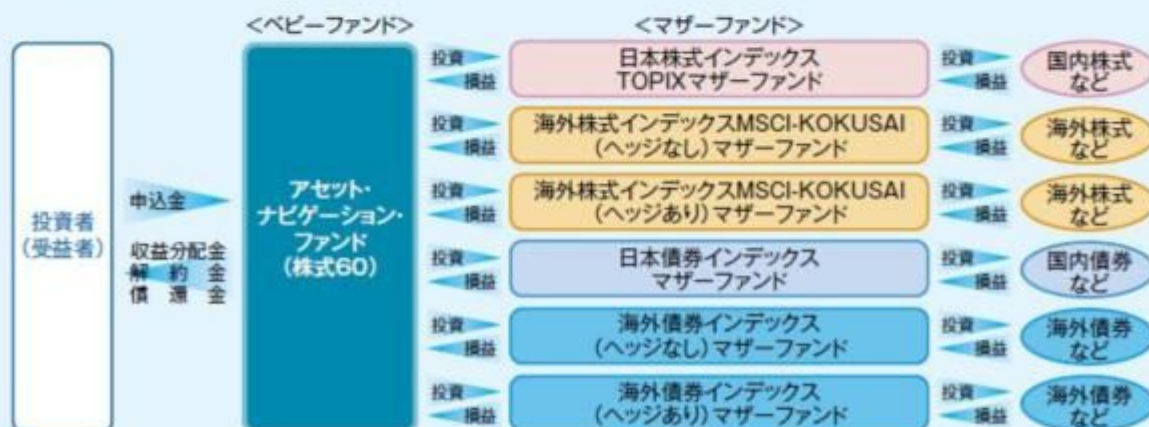 <ベビーファンド>
<マザーファンド>
投資者
(受益者)
申込金
収益分配金
解約金
償還金
アセット・
ナビゲーション・
ファンド
(株式60)
投資
損益
日本株式インデックス
TOPIXマザーファンド
投資
損益
国内株式
など
投資
損益
海外株式インデックスMSCI-KOKUSAI
(ヘッジなし)マザーファンド
投資
損益
海外株式
など
投資
損益
海外株式インデックスMSCI-KOKUSAI
(ヘッジあり)マザーファンド
投資
損益
海外株式
など
投資
損益
日本債券インデックス
マザーファンド
投資
損益
国内債券
など
投資
損益
海外債券インデックス
(ヘッジなし)マザーファンド
投資
損益
海外債券
など
投資
損益
海外債券インデックス
(ヘッジあり)マザーファンド
投資
損益
海外債券
など